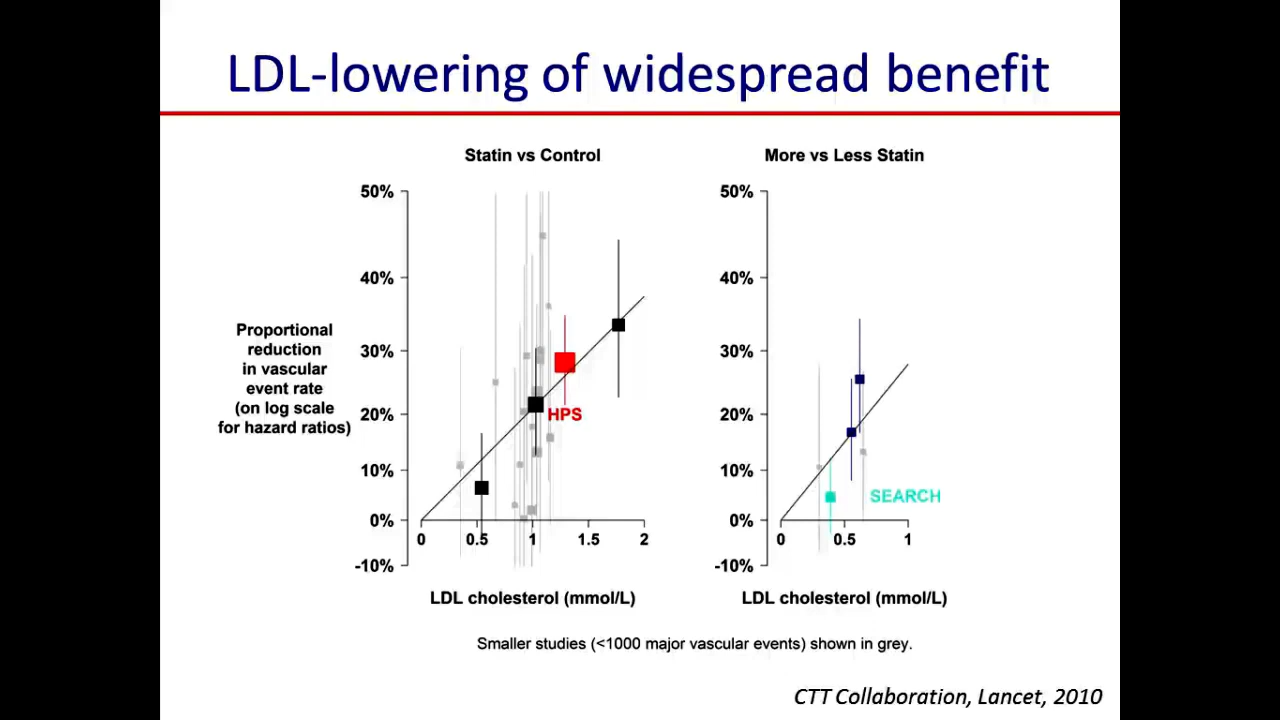 LDL-lowering of widespread benefit
Statin vs Control
50%
40%
30%
20%
10%
0%
-10%
Proportional
reduction
in vascular
event rate
(on log scale
for hazard ratios)
HPS
0 0.5 1 1.5 2
LDL cholesterol (mmol/L)
More vs Less Statin
50%
40%
30%
20%
10%
0%
-10%
SEARCH
0 0.5 1
LDL cholesterol (mmol/L)
Smaller studies (<1000 major vascular events) shown in grey.
CTT Collaboration, Lancet, 2010